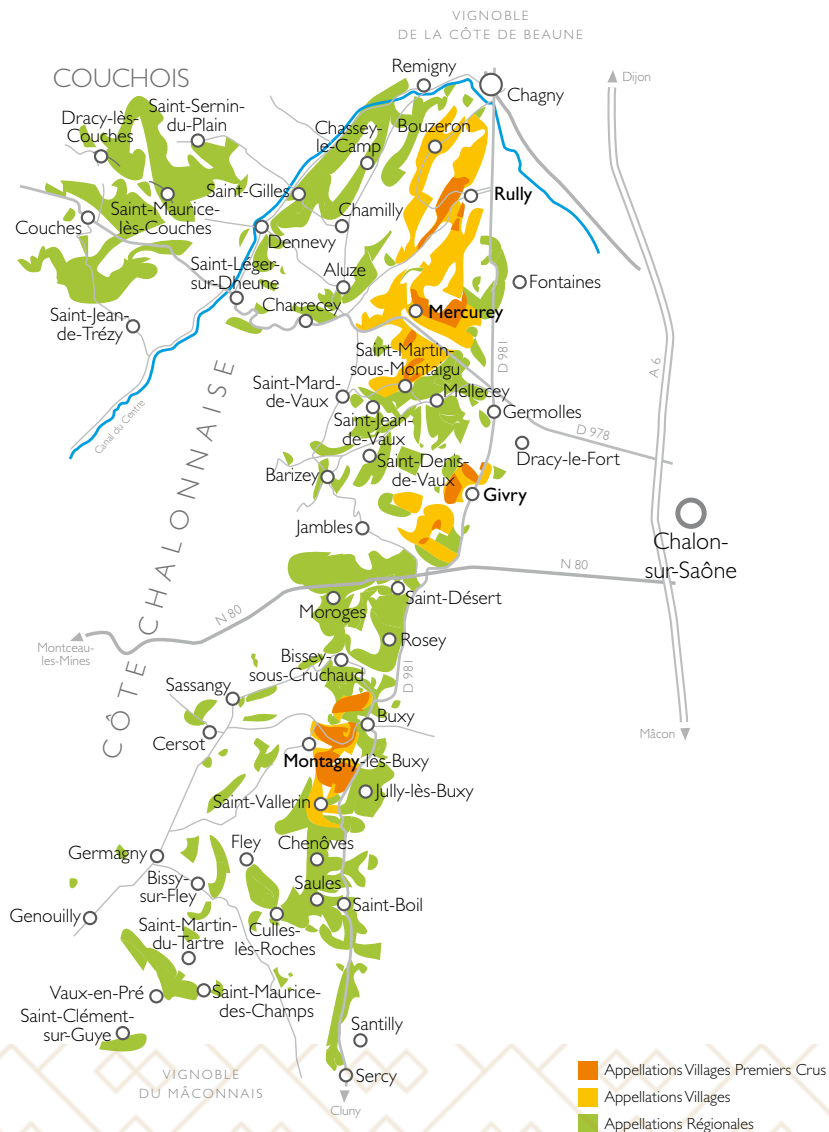 VIGNOBLE
DE LA CÔTE DE BEAUNE
Remigny
COUCHOIS
Dijon
Chagny
Dracy-lès-
Couches
Saint-Sernin-
du-Plain
Chassey-
le-Camp
Bouzeron
Saint-Gilles
Rully
Saint-Maurice-
lès-Couches
Chamilly
Couches
Dennevy
Saint-Léger-
sur-Dheune
Aluze
Fontaines
Charrecey
Mercurey
Saint-Jean-
de-Trézy
D 981
Saint-Martin-
sous-Montaigu
A 6
Saint-Mard-
de-Vaux
Mellecey
Canal du Centre
Saint-Jean-
de-Vaux
Germolles
D 978
Dracy-le-Fort
Saint-Denis-
de-Vaux
Barizey
Givry
CÔTE CHALONNAISE
Jambles
Chalon-
sur-Saône
N 80
Saint-Désert
Moroges
N 80
Montceau-
les-Mines
Rosey
Bissey-
sous-Cruchaud
D 981
Sassangy
Buxy
Cersot
Mâcon
Montagny-lès-Buxy
Jully-lès-Buxy
Saint-Vallerin
Germagny
Fley
Chenôves
Bissy-
sur-Fley
Saules
Saint-Boil
Genouilly
Saint-Martin-
du-Tartre
Culles-
lès-Roches
Vaux-en-Pré
Saint-Maurice-
des-Champs
Saint-Clément-
sur-Guye
Santilly
VIGNOBLE
DU MÂCONNAIS
Sercy
Cluny
Appellations Villages Premiers Crus
Appellations Villages
Appellations Régionales